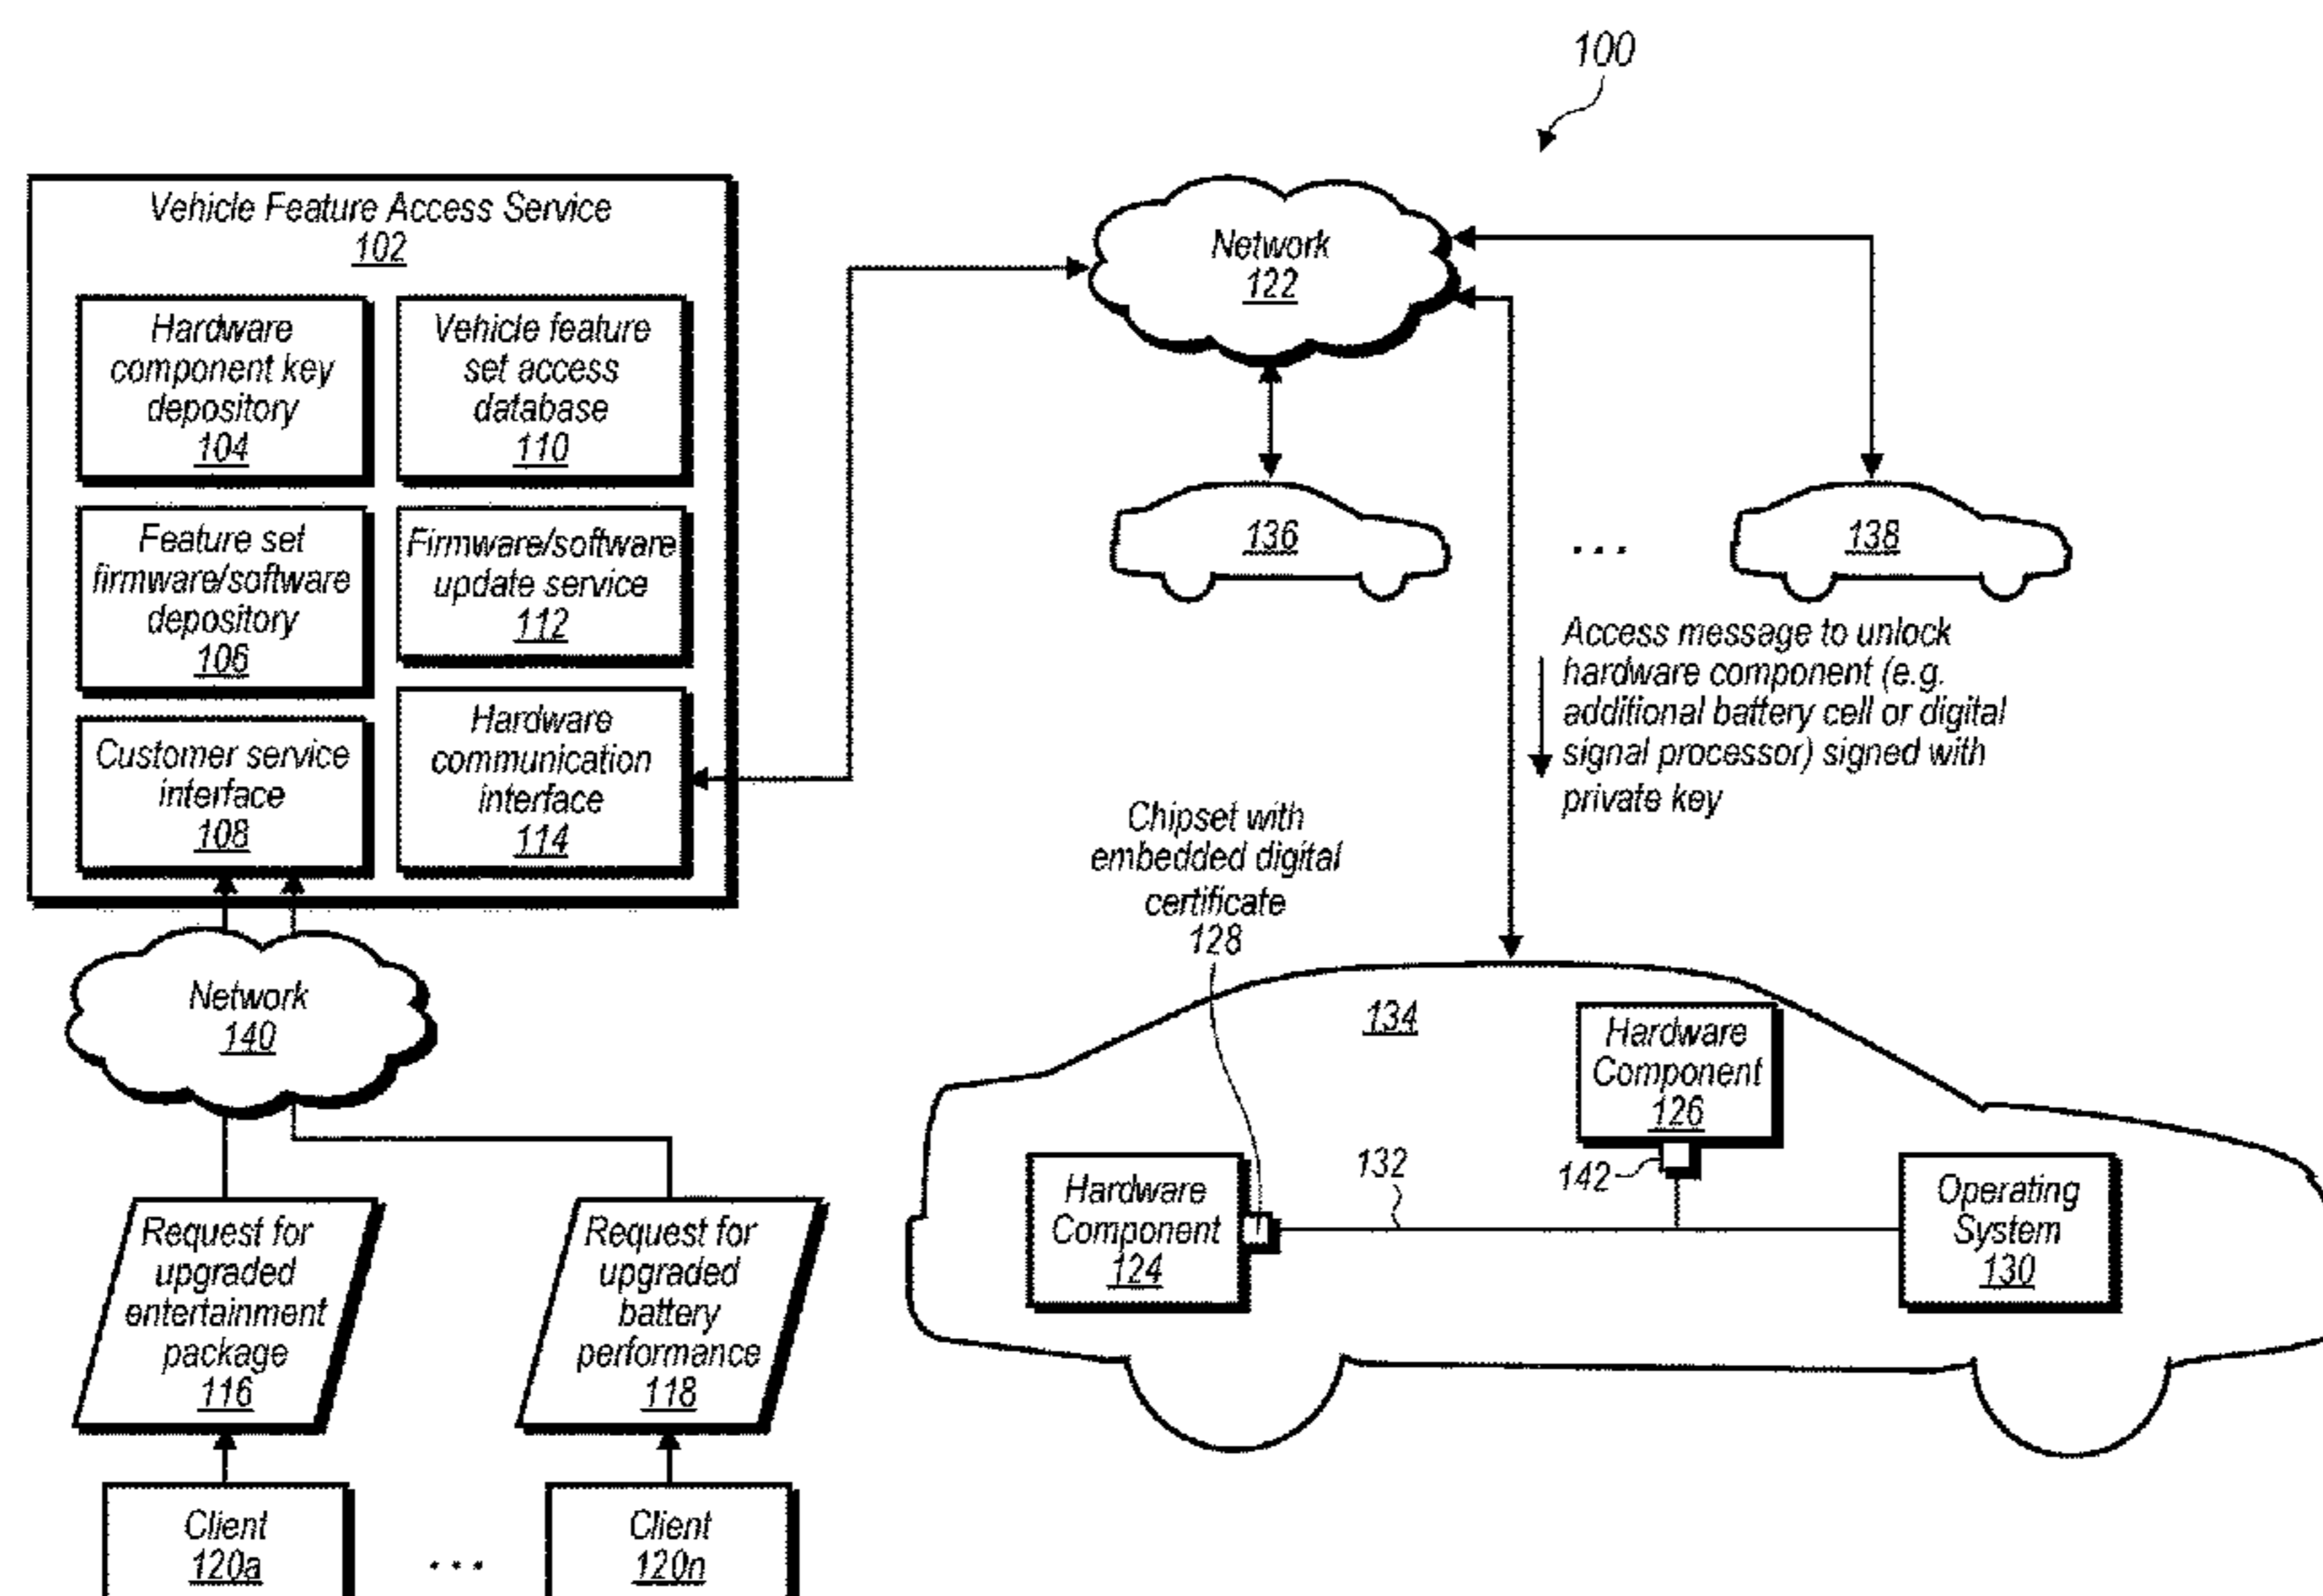 100
Vehicle Feature Access Service
102
Hardware
component key
depository
104
Vehicle feature
set access
database
110
Feature set
firmware/software
depository
106
Firmware/software
update service
112
Customer service
interface
108
Hardware
communication
interface
114
Network
122
136
...
138
Access message to unlock
hardware component (e.g.
additional battery cell or digital
signal processor) signed with
private key
Chipset with
embedded digital
certificate
128
Network
140
134
Hardware
Component
126
142
132
Hardware
Component
124
Operating
System
130
Request for
upgraded
entertainment
package
116
Request for
upgraded
battery
performance
118
Client
120a
...
Client
120n